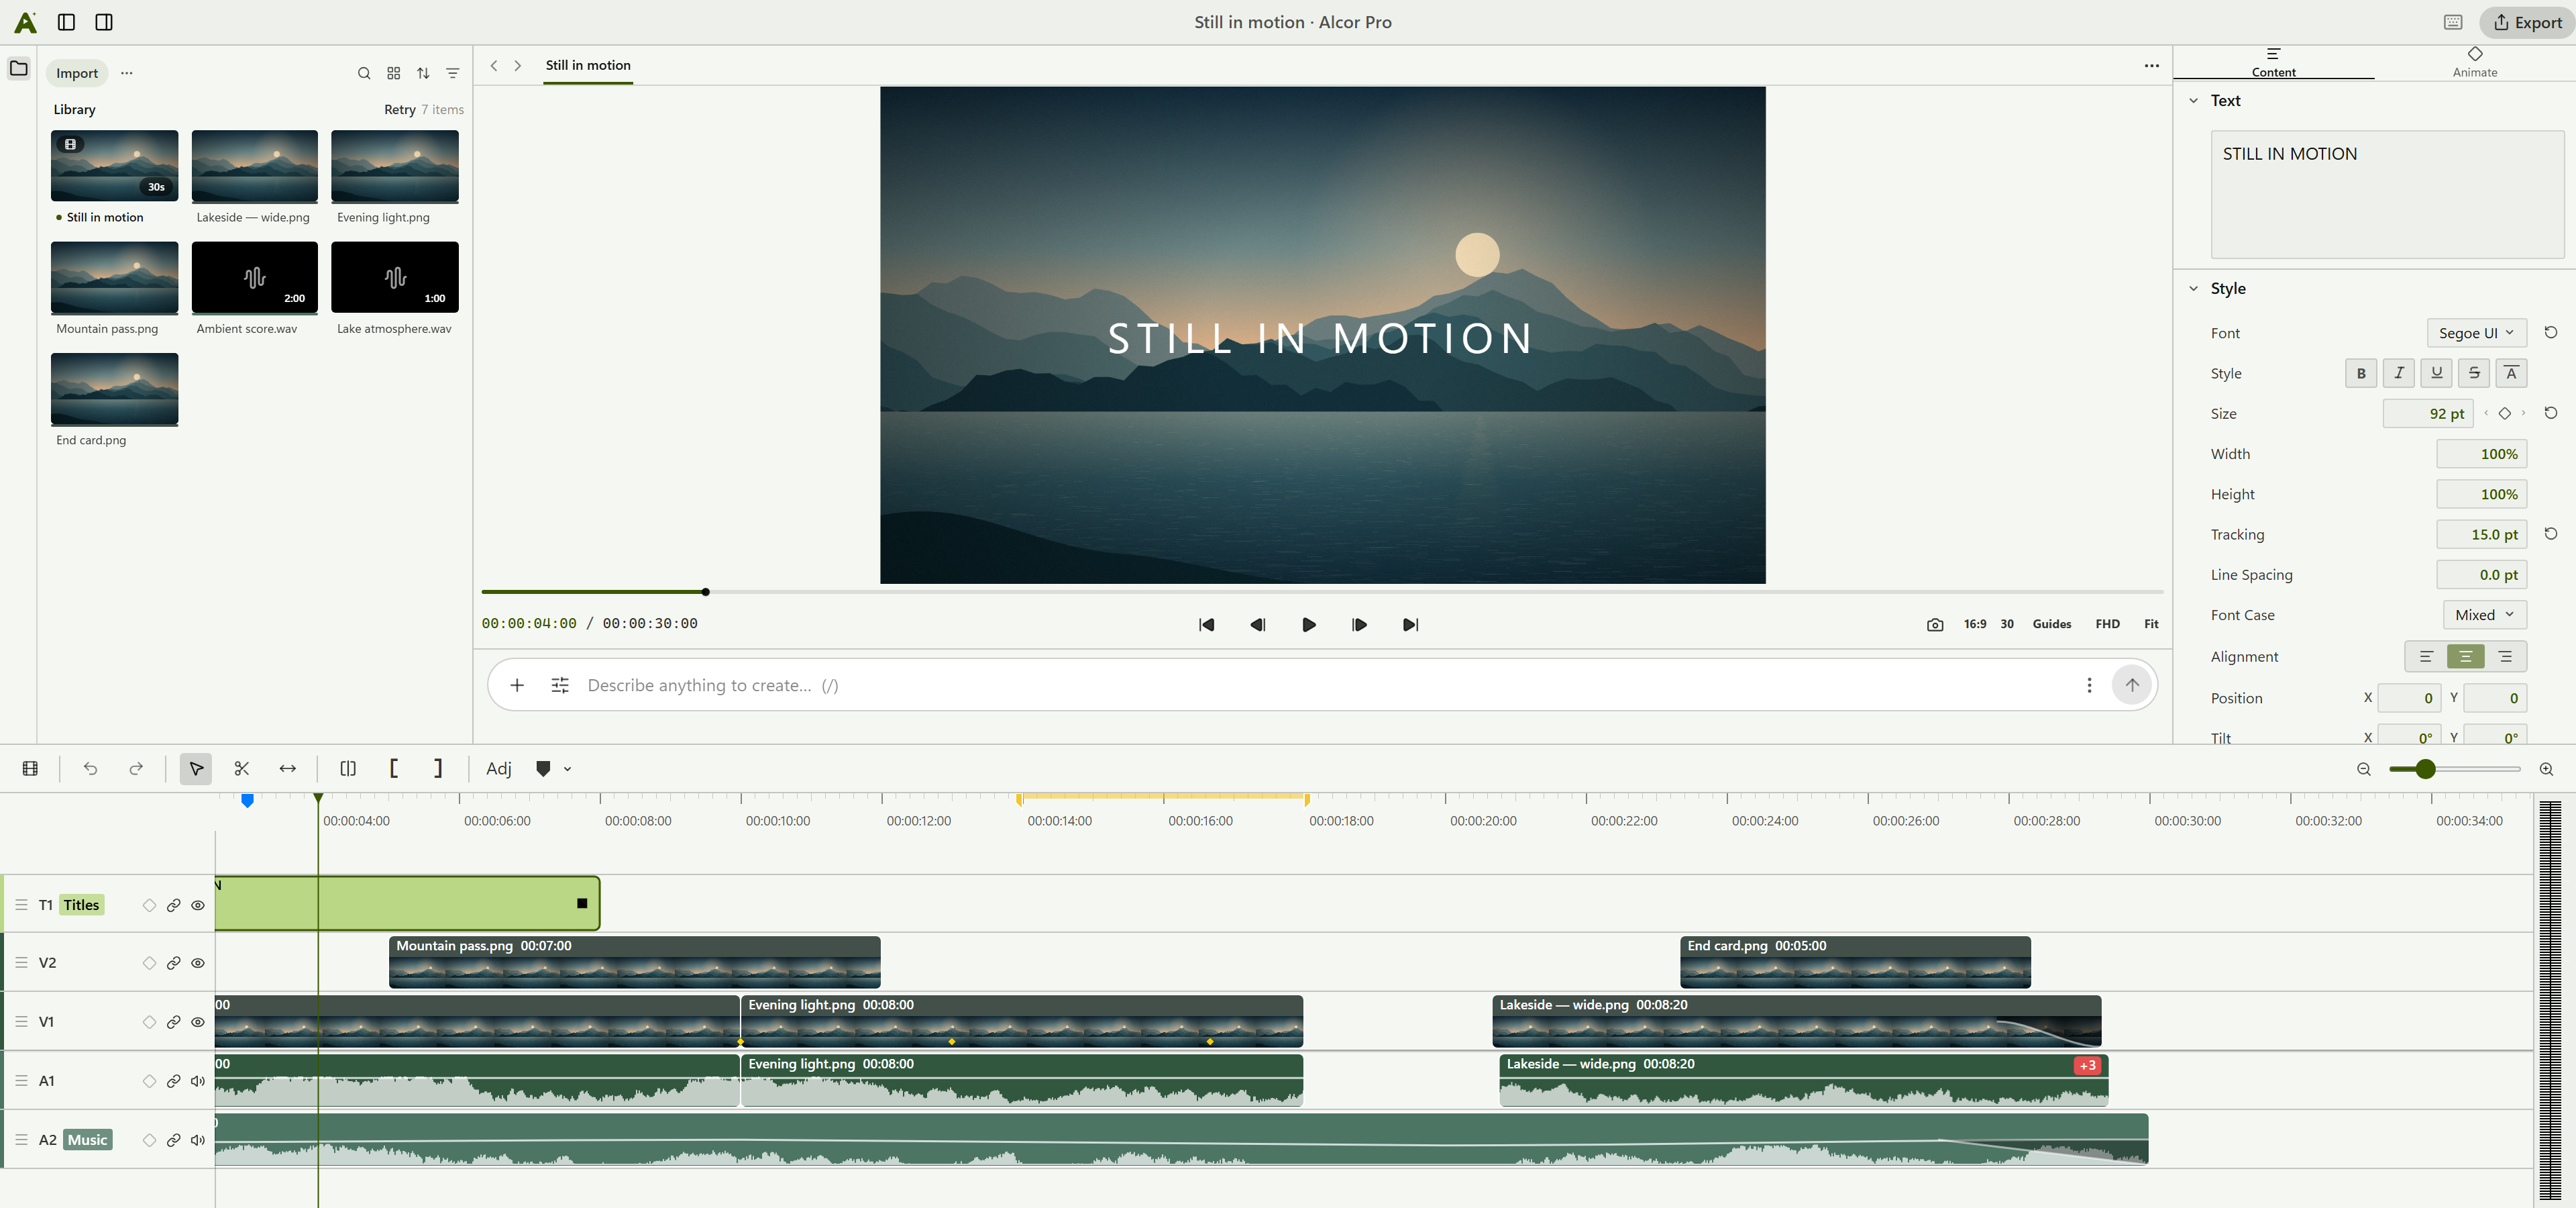 Still in motion · Alcor Pro
Export
Import
Library
Retry 7 items
30s
Still in motion
Lakeside — wide.png
Evening light.png
2:00
1:00
Mountain pass.png
Ambient score.wav
Lake atmosphere.wav
End card.png
Still in motion
STILL IN MOTION
00:00:04:00 / 00:00:30:00
16:9 30 Guides FHD Fit
Describe anything to create... (/)
Content
Animate
Text
STILL IN MOTION
Style
Font Segoe UI
Style B I U S A
Size 92 pt
Width 100%
Height 100%
Tracking 15.0 pt
Line Spacing 0.0 pt
Font Case Mixed
Alignment
Position X 0 Y 0
Tilt X 0° Y 0°
[ ] Adj
00:00:04:00 00:00:06:00 00:00:08:00 00:00:10:00 00:00:12:00 00:00:14:00 00:00:16:00 00:00:18:00 00:00:20:00 00:00:22:00 00:00:24:00 00:00:26:00 00:00:28:00 00:00:30:00 00:00:32:00 00:00:34:00
T1 Titles
V2
Mountain pass.png 00:07:00
End card.png 00:05:00
V1
00
Evening light.png 00:08:00
Lakeside — wide.png 00:08:20
A1
00
Evening light.png 00:08:00
Lakeside — wide.png 00:08:20
+3
A2 Music